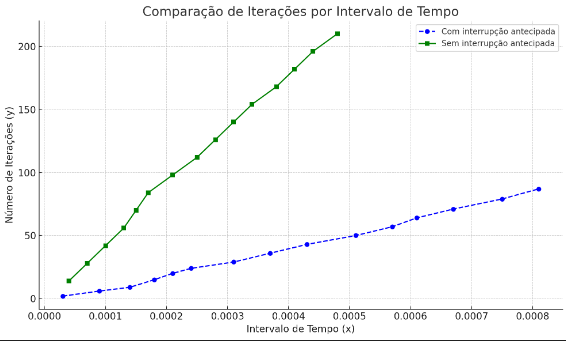 Comparação de Iterações por Intervalo de Tempo
Com interrupção antecipada
Sem interrupção antecipada
Número de Iterações (y)
200
150
100
50
0
0.0000 0.0001 0.0002 0.0003 0.0004 0.0005 0.0006 0.0007 0.0008
Intervalo de Tempo (x)